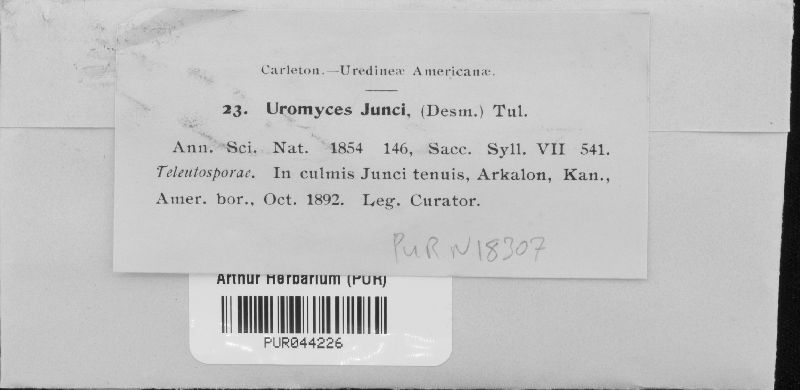 Carleton.—Uredineæ Americanæ.
23. Uromyces Junci, (Desm.) Tul.
Ann. Sci. Nat. 1854 146, Sacc. Syll. VII 541.
Teleutosporae. In culmis Junci tenuis, Arkalon, Kan.,
Amer. bor., Oct. 1892. Leg. Curator.
PUR N18307
Arthur Herbarium (PUR)
PUR044226